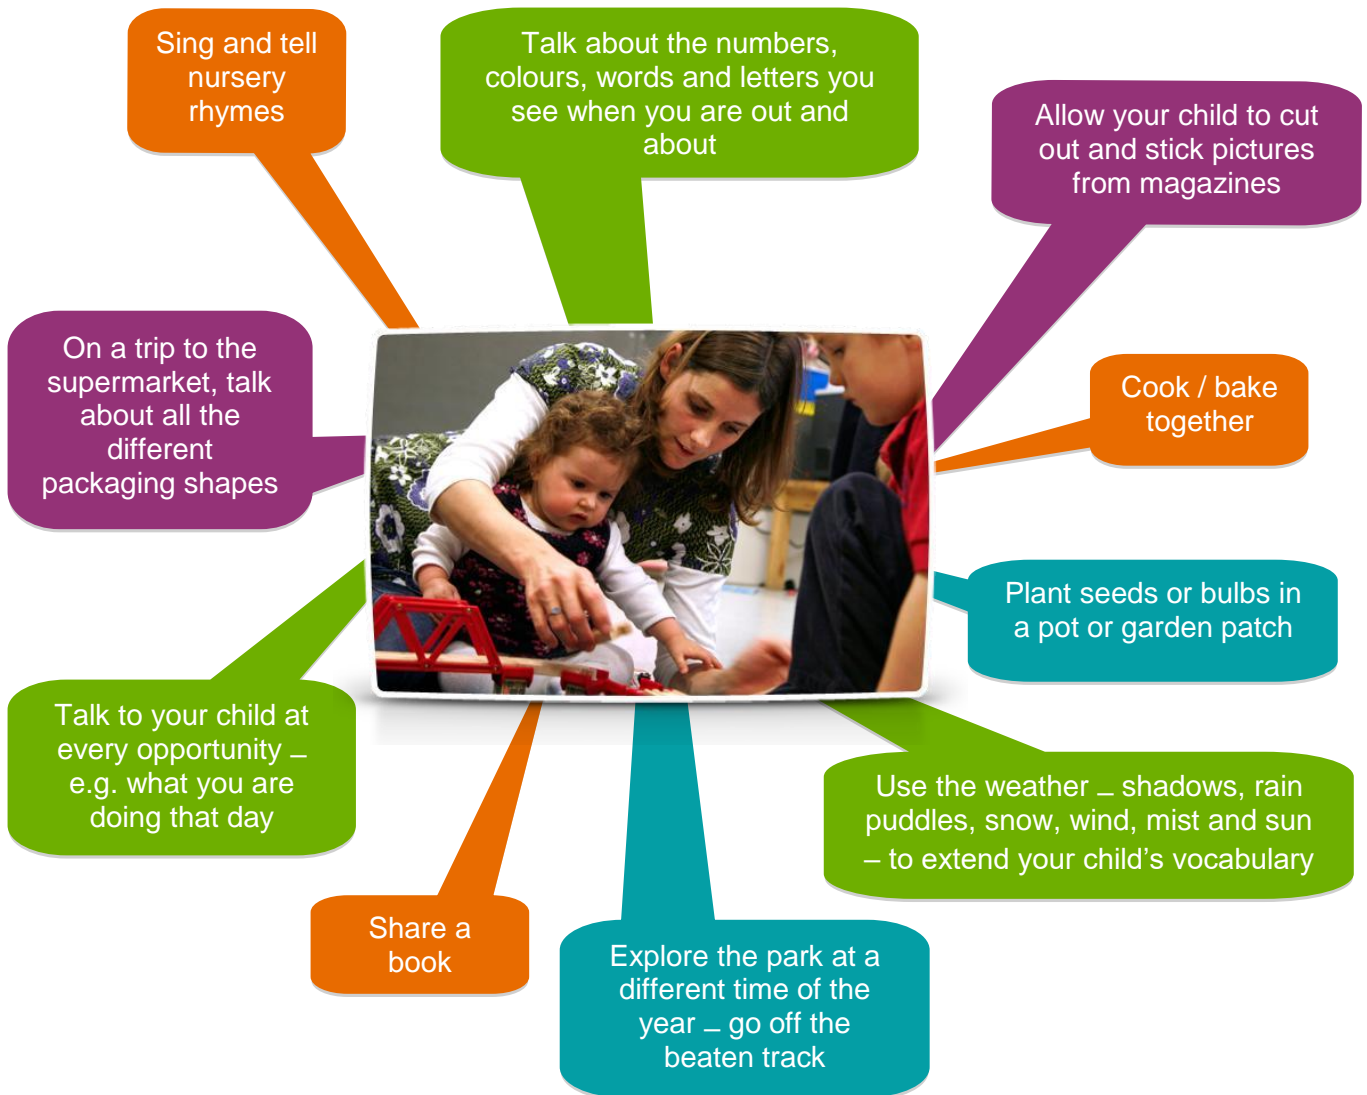 Sing and tell
nursery
rhymes
Talk about the numbers,
colours, words and letters you
see when you are out and
about
Allow your child to cut
out and stick pictures
from magazines
On a trip to the
supermarket, talk
about all the
different
packaging shapes
Cook / bake
together
Plant seeds or bulbs in
a pot or garden patch
Talk to your child at
every opportunity –
e.g. what you are
doing that day
Use the weather – shadows, rain
puddles, snow, wind, mist and sun
– to extend your child’s vocabulary
Share a
book
Explore the park at a
different time of the
year – go off the
beaten track